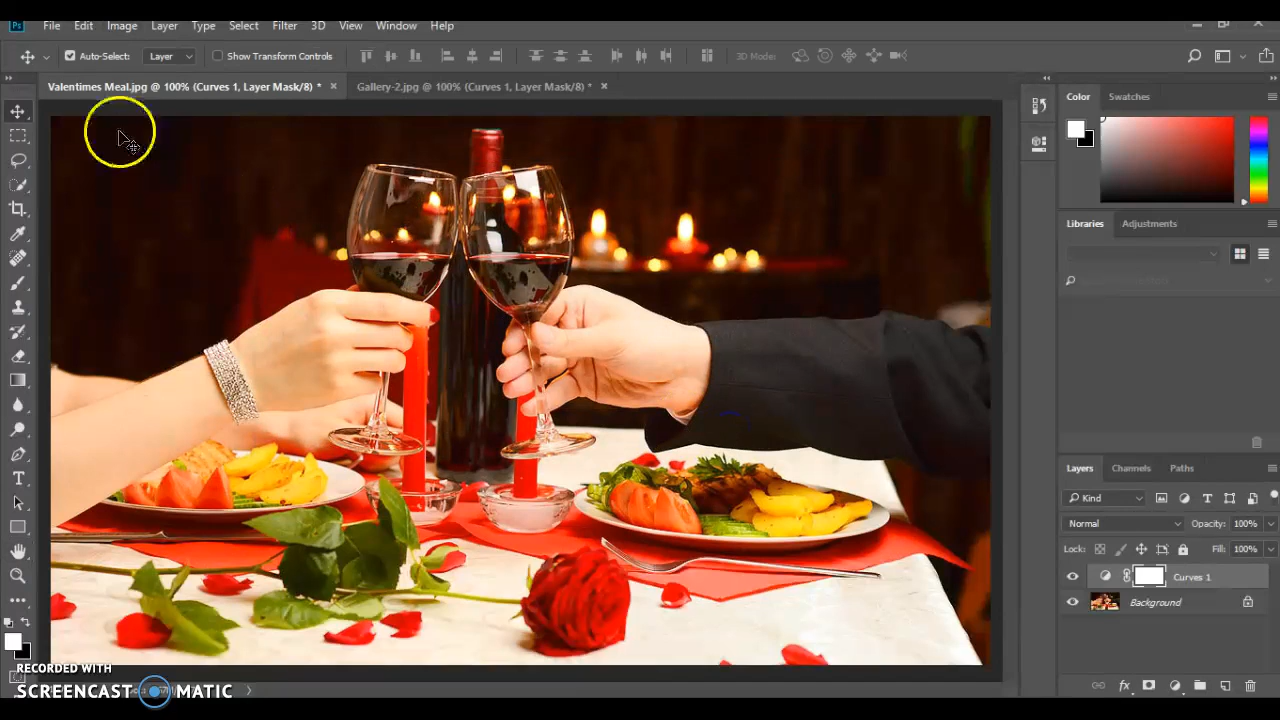 Ps File Edit Image Layer Type Select Filter 3D View Window Help
Auto-Select: Layer Show Transform Controls 3D Mode:
Valentimes Meal.jpg @ 100% (Curves 1, Layer Mask/8) * × Gallery-2.jpg @ 100% (Curves 1, Layer Mask/8) * ×
Color Swatches
Libraries Adjustments
Layers Channels Paths
Kind
Normal Opacity: 100%
Lock: Fill: 100%
Curves 1
Background
RECORDED WITH
SCREENCAST MATIC